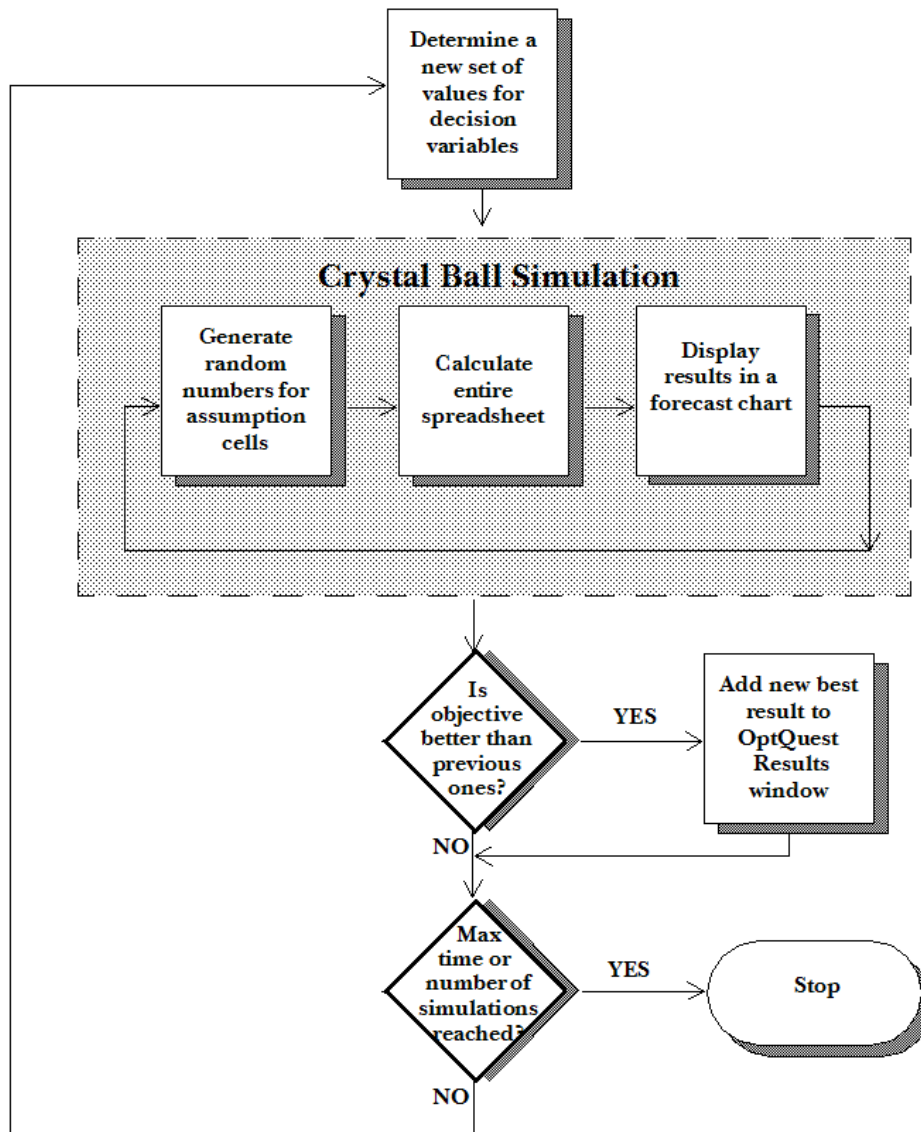 Determine a
new set of
values for
decision
variables
Crystal Ball Simulation
Generate
random
numbers for
assumption
cells
Calculate
entire
spreadsheet
Display
results in a
forecast chart
Is
objective
better than
previous
ones?
YES
Add new best
result to
OptQuest
Results
window
NO
Max
time or
number of
simulations
reached?
YES
Stop
NO